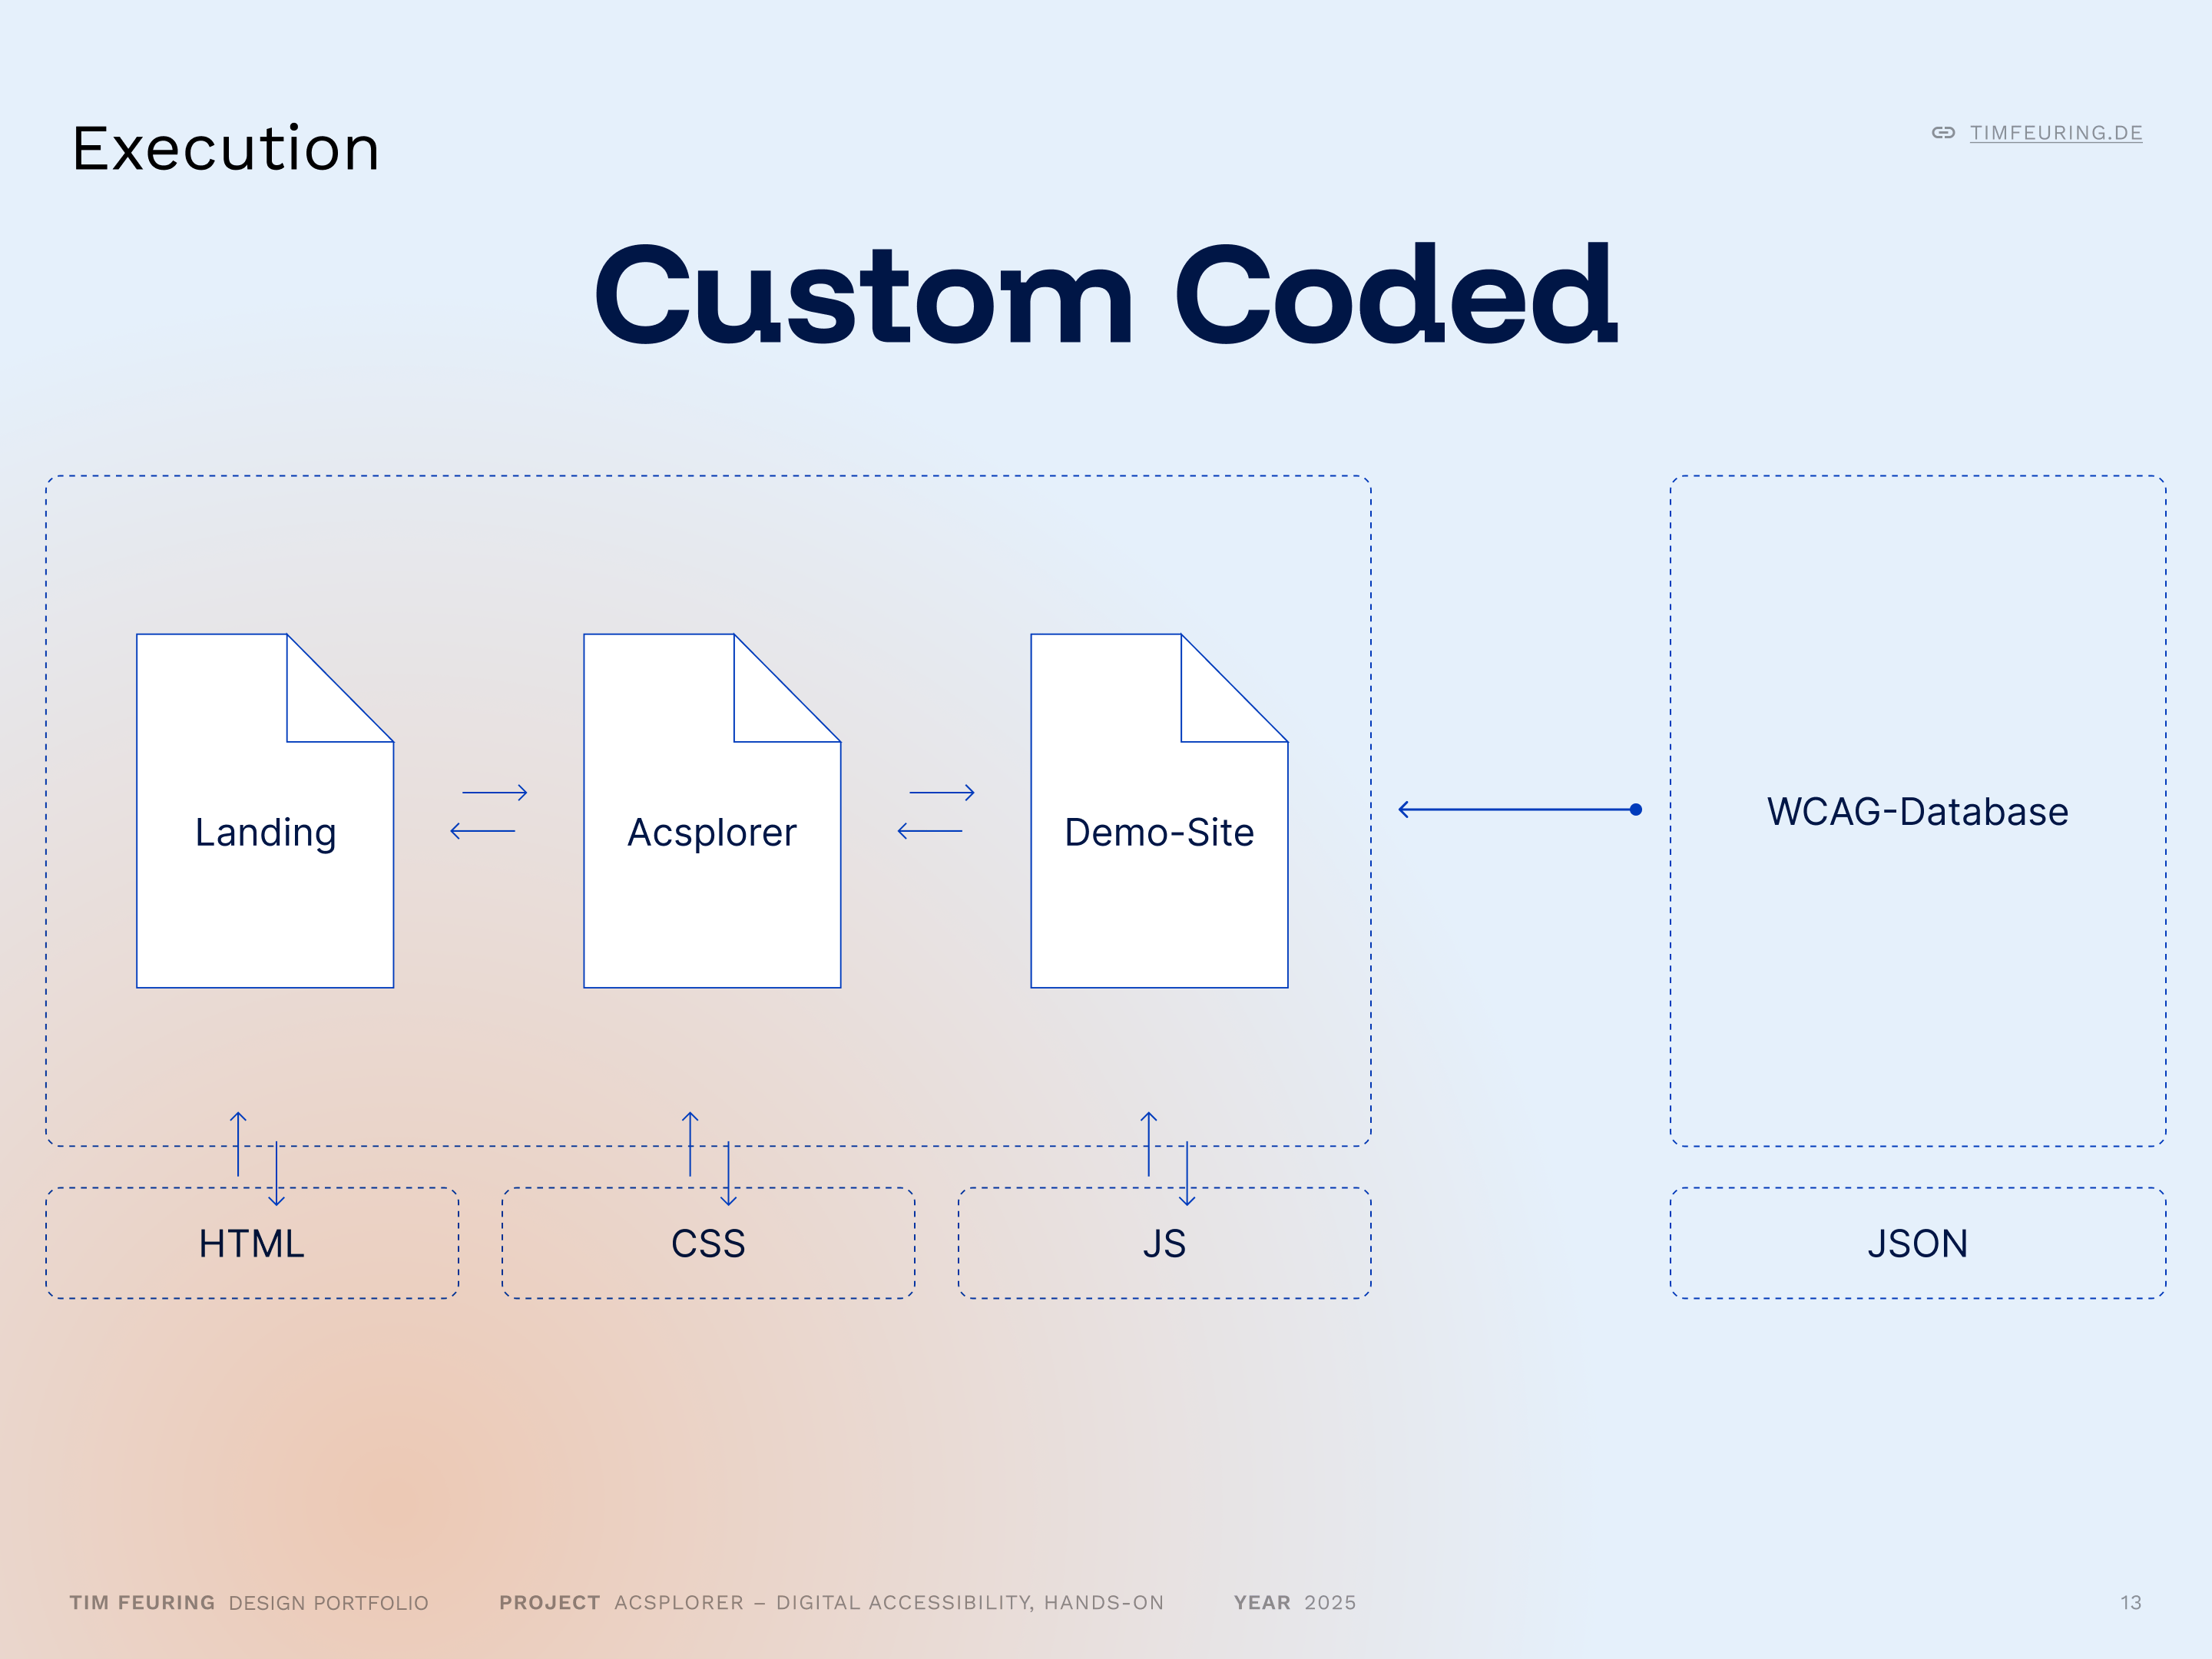 Execution
TIMFEURING.DE
Custom Coded
Landing
Acsplorer
Demo-Site
WCAG-Database
HTML
CSS
JS
JSON
TIM FEURING DESIGN PORTFOLIO PROJECT ACSPLORER – DIGITAL ACCESSIBILITY, HANDS-ON YEAR 2025 13